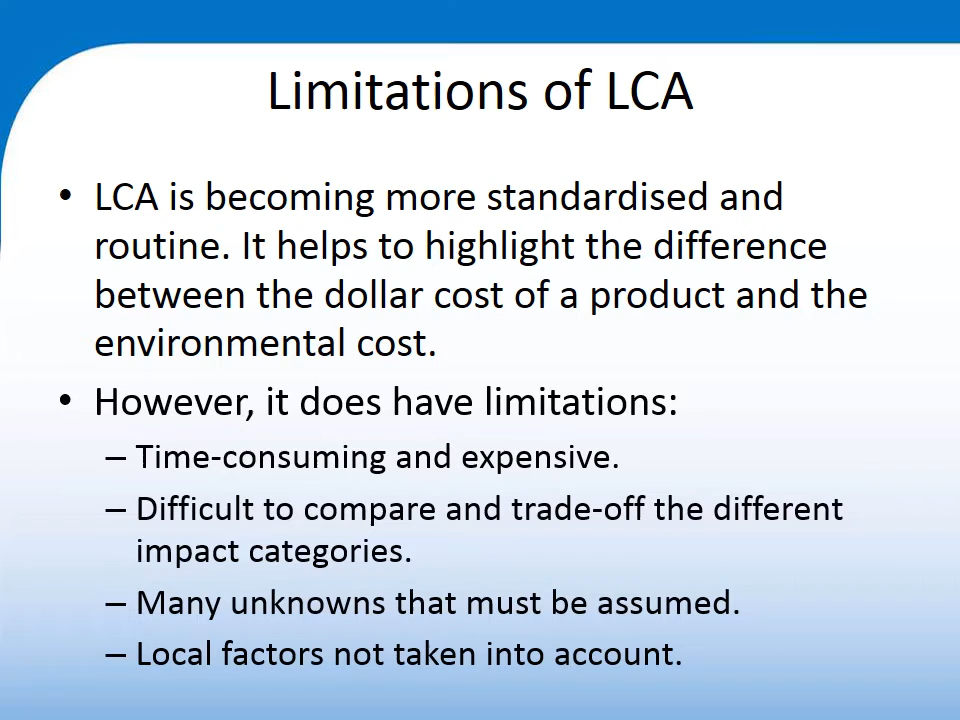 Limitations of LCA
• LCA is becoming more standardised and
routine. It helps to highlight the difference
between the dollar cost of a product and the
environmental cost.
• However, it does have limitations:
– Time-consuming and expensive.
– Difficult to compare and trade-off the different
impact categories.
– Many unknowns that must be assumed.
– Local factors not taken into account.